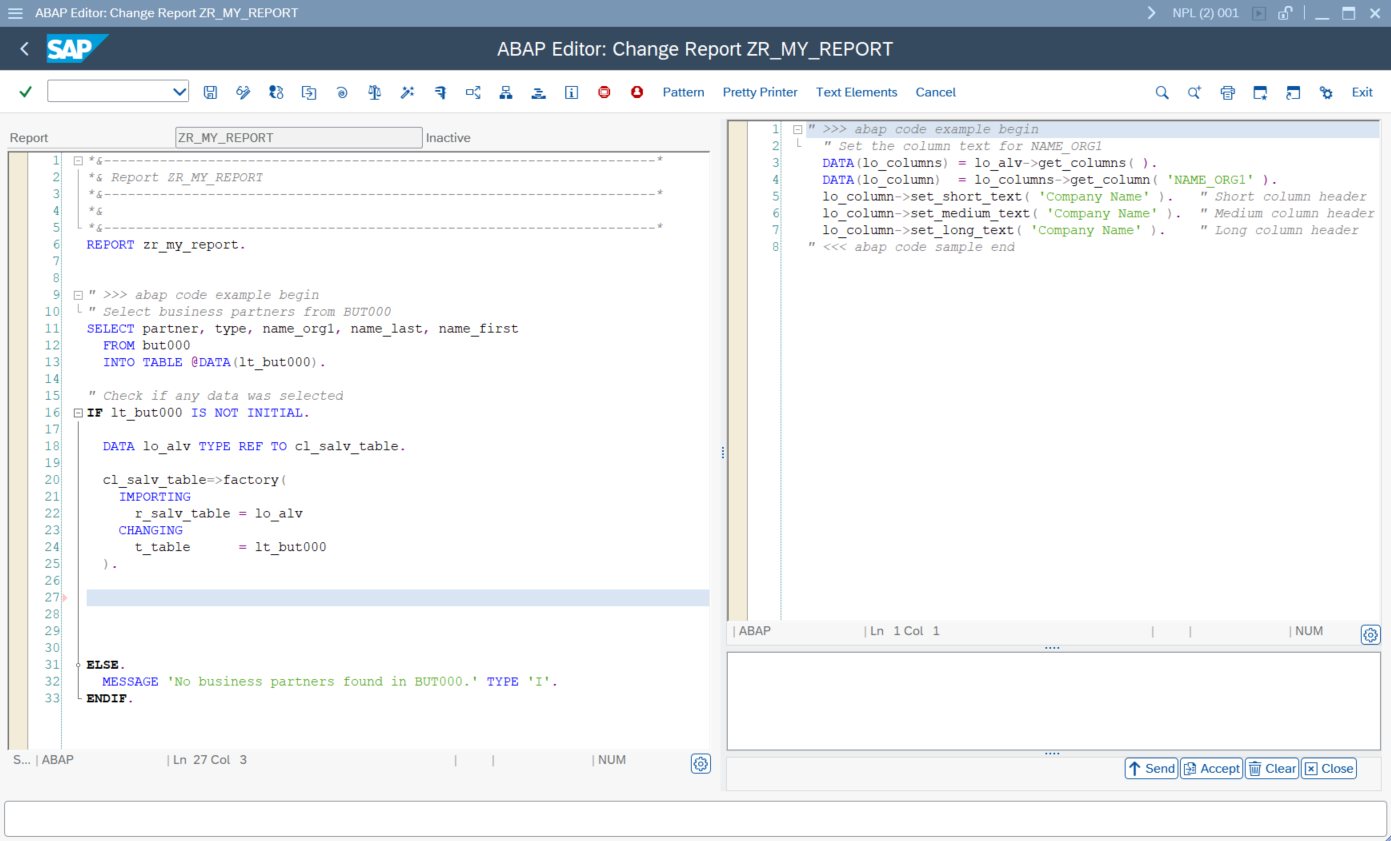 ABAP Editor: Change Report ZR_MY_REPORT
NPL (2) 001
SAP
ABAP Editor: Change Report ZR_MY_REPORT
Pattern Pretty Printer Text Elements Cancel Exit
Report ZR_MY_REPORT Inactive
1 *&---------------------------------------------------------------------*
2 *& Report ZR_MY_REPORT
3 *&---------------------------------------------------------------------*
4 *&
5 *&---------------------------------------------------------------------*
6 REPORT zr_my_report.
7
8
9 " >>> abap code example begin
10 " Select business partners from BUT000
11 SELECT partner, type, name_org1, name_last, name_first
12 FROM but000
13 INTO TABLE @DATA(lt_but000).
14
15 " Check if any data was selected
16 IF lt_but000 IS NOT INITIAL.
17
18 DATA lo_alv TYPE REF TO cl_salv_table.
19
20 cl_salv_table=>factory(
21 IMPORTING
22 r_salv_table = lo_alv
23 CHANGING
24 t_table = lt_but000
25 ).
26
27
28
29
30
31 ELSE.
32 MESSAGE 'No business partners found in BUT000.' TYPE 'I'.
33 ENDIF.
S... | ABAP | Ln 27 Col 3 | | | NUM
1 " >>> abap code example begin
2 " Set the column text for NAME_ORG1
3 DATA(lo_columns) = lo_alv->get_columns( ).
4 DATA(lo_column) = lo_columns->get_column( 'NAME_ORG1' ).
5 lo_column->set_short_text( 'Company Name' ). " Short column header
6 lo_column->set_medium_text( 'Company Name' ). " Medium column header
7 lo_column->set_long_text( 'Company Name' ). " Long column header
8 " <<< abap code sample end
| ABAP | Ln 1 Col 1 | | | NUM
Send Accept Clear Close